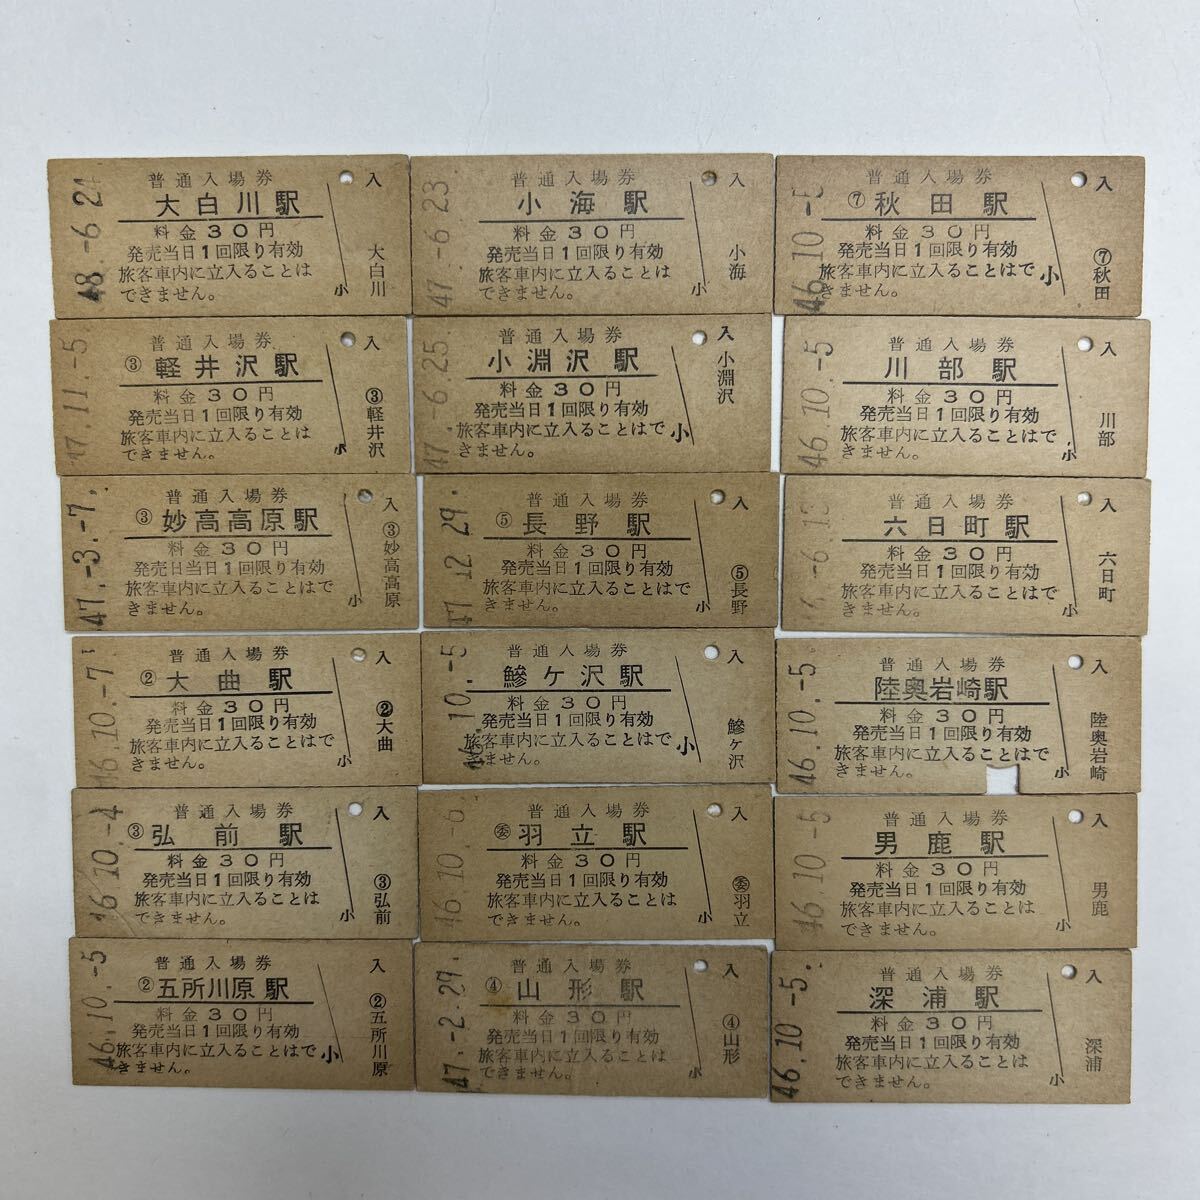 48.-6.21
普通入場券
入
大白川駅
料金30円
発売当日1回限り有効
旅客車内に立入ることは
できません。
小
大白川
47.-6.23
普通入場券
入
小海駅
料金30円
発売当日1回限り有効
旅客車内に立入ることは
できません。
小
小海
46.10.-5
普通入場券
入
⑦秋田駅
料金30円
発売当日1回限り有効
旅客車内に立入ることはで
きません。
小
⑦秋田
47.11.-5
普通入場券
入
③軽井沢駅
料金30円
発売当日1回限り有効
旅客車内に立入ることは
できません。
小
③軽井沢
47.-6.25
普通入場券
入
小淵沢駅
料金30円
発売当日1回限り有効
旅客車内に立入ることはで
きません。
小
小淵沢
46.10.-5
普通入場券
入
川部駅
料金30円
発売当日1回限り有効
旅客車内に立入ることはで
きません。
小
川部
47.-3.-7.
普通入場券
入
③妙高高原駅
料金30円
発売日当日1回限り有効
旅客車内に立入ることはで
きません。
小
③妙高高原
47.12.29.
普通入場券
入
⑤長野駅
料金30円
発売当日1回限り有効
旅客車内に立入ることはで
きません。
小
⑤長野
-6.13
普通入場券
入
六日町駅
料金30円
発売当日1回限り有効
旅客車内に立入ることはで
きません。
小
六日町
46.10.-7
普通入場券
入
②大曲駅
料金30円
発売当日1回限り有効
旅客車内に立入ることはで
きません。
小
②大曲
46.10.-5
普通入場券
入
鰺ヶ沢駅
料金30円
発売当日1回限り有効
旅客車内に立入ることはで
きません。
小
鰺ヶ沢
46.10.-5
普通入場券
入
陸奥岩崎駅
料金30円
発売当日1回限り有効
旅客車内に立入ることはで
きません。
小
陸奥岩崎
46.10.-4
普通入場券
入
③弘前駅
料金30円
発売当日1回限り有効
旅客車内に立入ることは
できません。
小
③弘前
46.10.-6
普通入場券
入
㊸羽立駅
料金30円
発売当日1回限り有効
旅客車内に立入ることは
できません。
小
羽立
46.10.-5
普通入場券
入
男鹿駅
料金30円
発売当日1回限り有効
旅客車内に立入ることは
できません。
小
男鹿
46.10.-5
普通入場券
入
②五所川原駅
料金30円
発売当日1回限り有効
旅客車内に立入ることはで
きません。
小
②五所川原
47.-2.29.
普通入場券
入
④山形駅
料金30円
発売当日1回限り有効
旅客車内に立入ることは
できません。
小
④山形
46.10.-5.
普通入場券
入
深浦駅
料金30円
発売当日1回限り有効
旅客車内に立入ることは
できません。
小
深浦